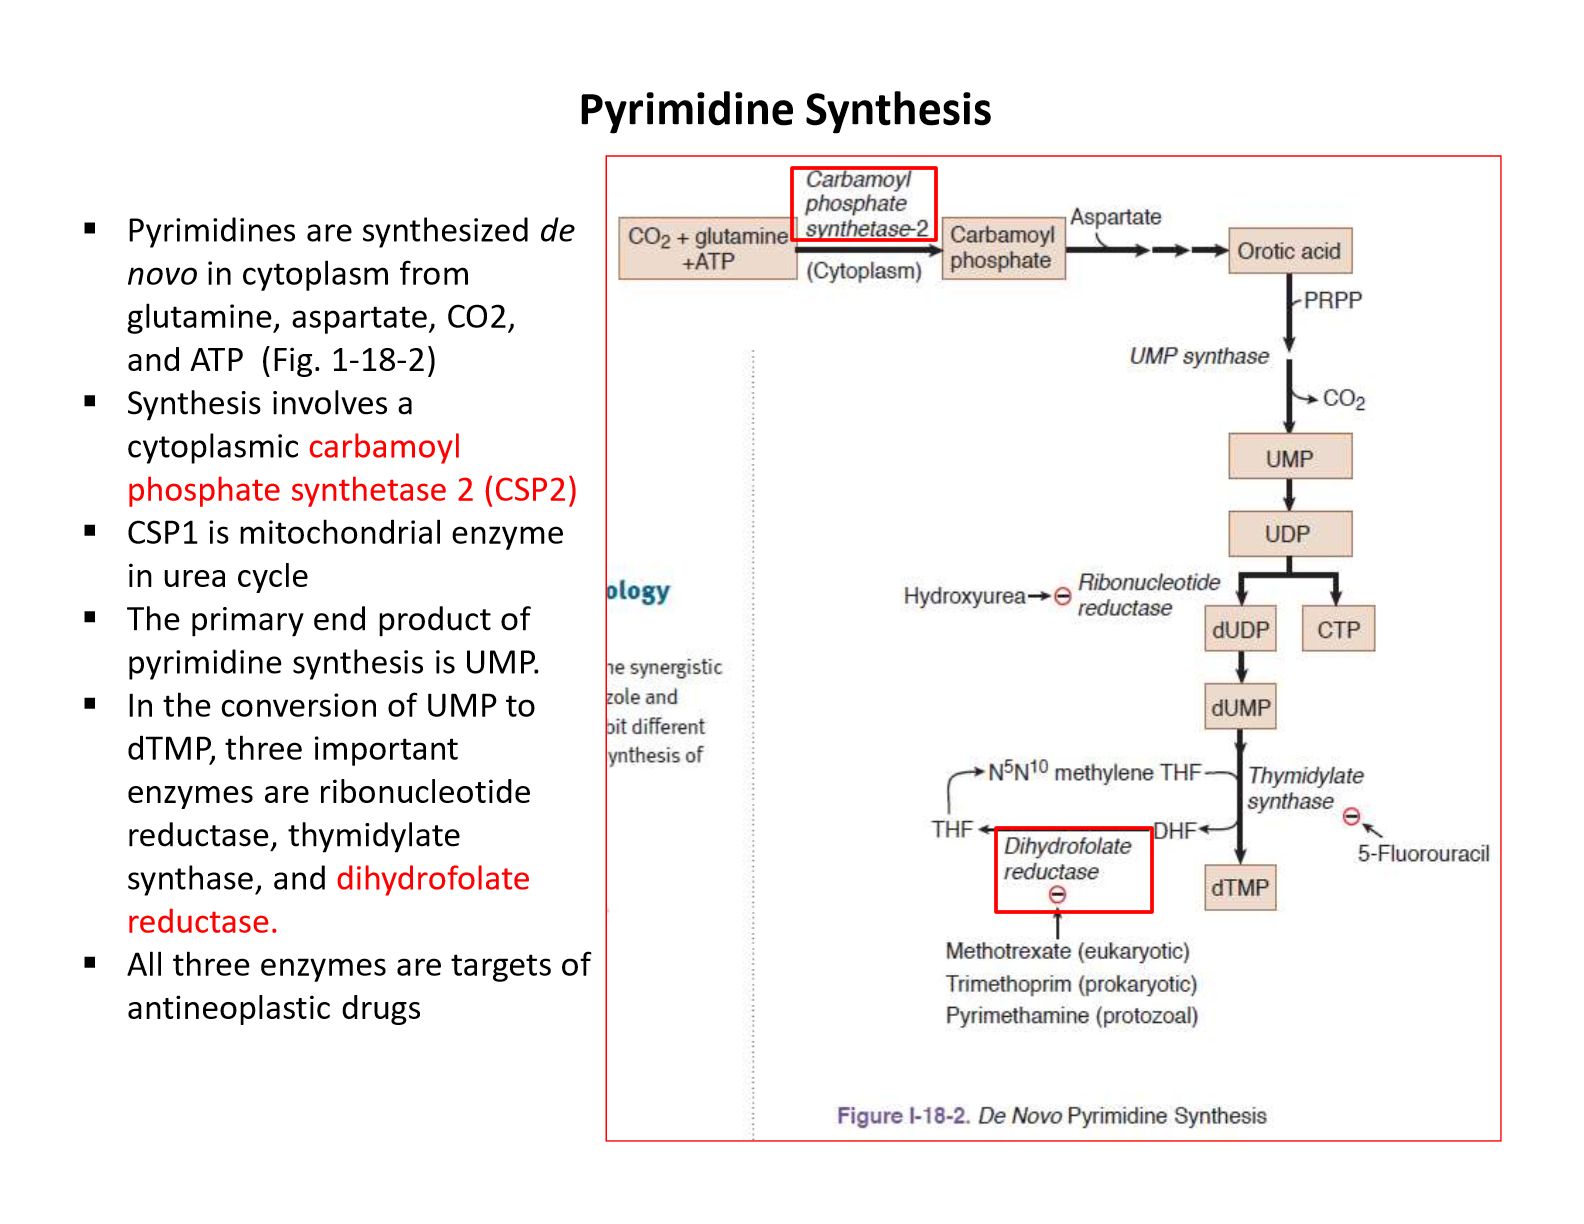 Pyrimidine Synthesis
▪ Pyrimidines are synthesized de
novo in cytoplasm from
glutamine, aspartate, CO2,
and ATP (Fig. 1-18-2)
▪ Synthesis involves a
cytoplasmic carbamoyl
phosphate synthetase 2 (CSP2)
▪ CSP1 is mitochondrial enzyme
in urea cycle
▪ The primary end product of
pyrimidine synthesis is UMP.
▪ In the conversion of UMP to
dTMP, three important
enzymes are ribonucleotide
reductase, thymidylate
synthase, and dihydrofolate
reductase.
▪ All three enzymes are targets of
antineoplastic drugs
Carbamoyl
phosphate
synthetase-2
CO₂ + glutamine
+ATP
(Cytoplasm)
Carbamoyl
phosphate
Aspartate
Orotic acid
PRPP
UMP synthase
CO₂
UMP
UDP
Hydroxyurea
Ribonucleotide
reductase
dUDP
CTP
dUMP
N⁵N¹⁰ methylene THF
Thymidylate
synthase
THF
DHF
5-Fluorouracil
Dihydrofolate
reductase
dTMP
Methotrexate (eukaryotic)
Trimethoprim (prokaryotic)
Pyrimethamine (protozoal)
ology
ne synergistic
zole and
bit different
ynthesis of
Figure I-18-2. De Novo Pyrimidine Synthesis